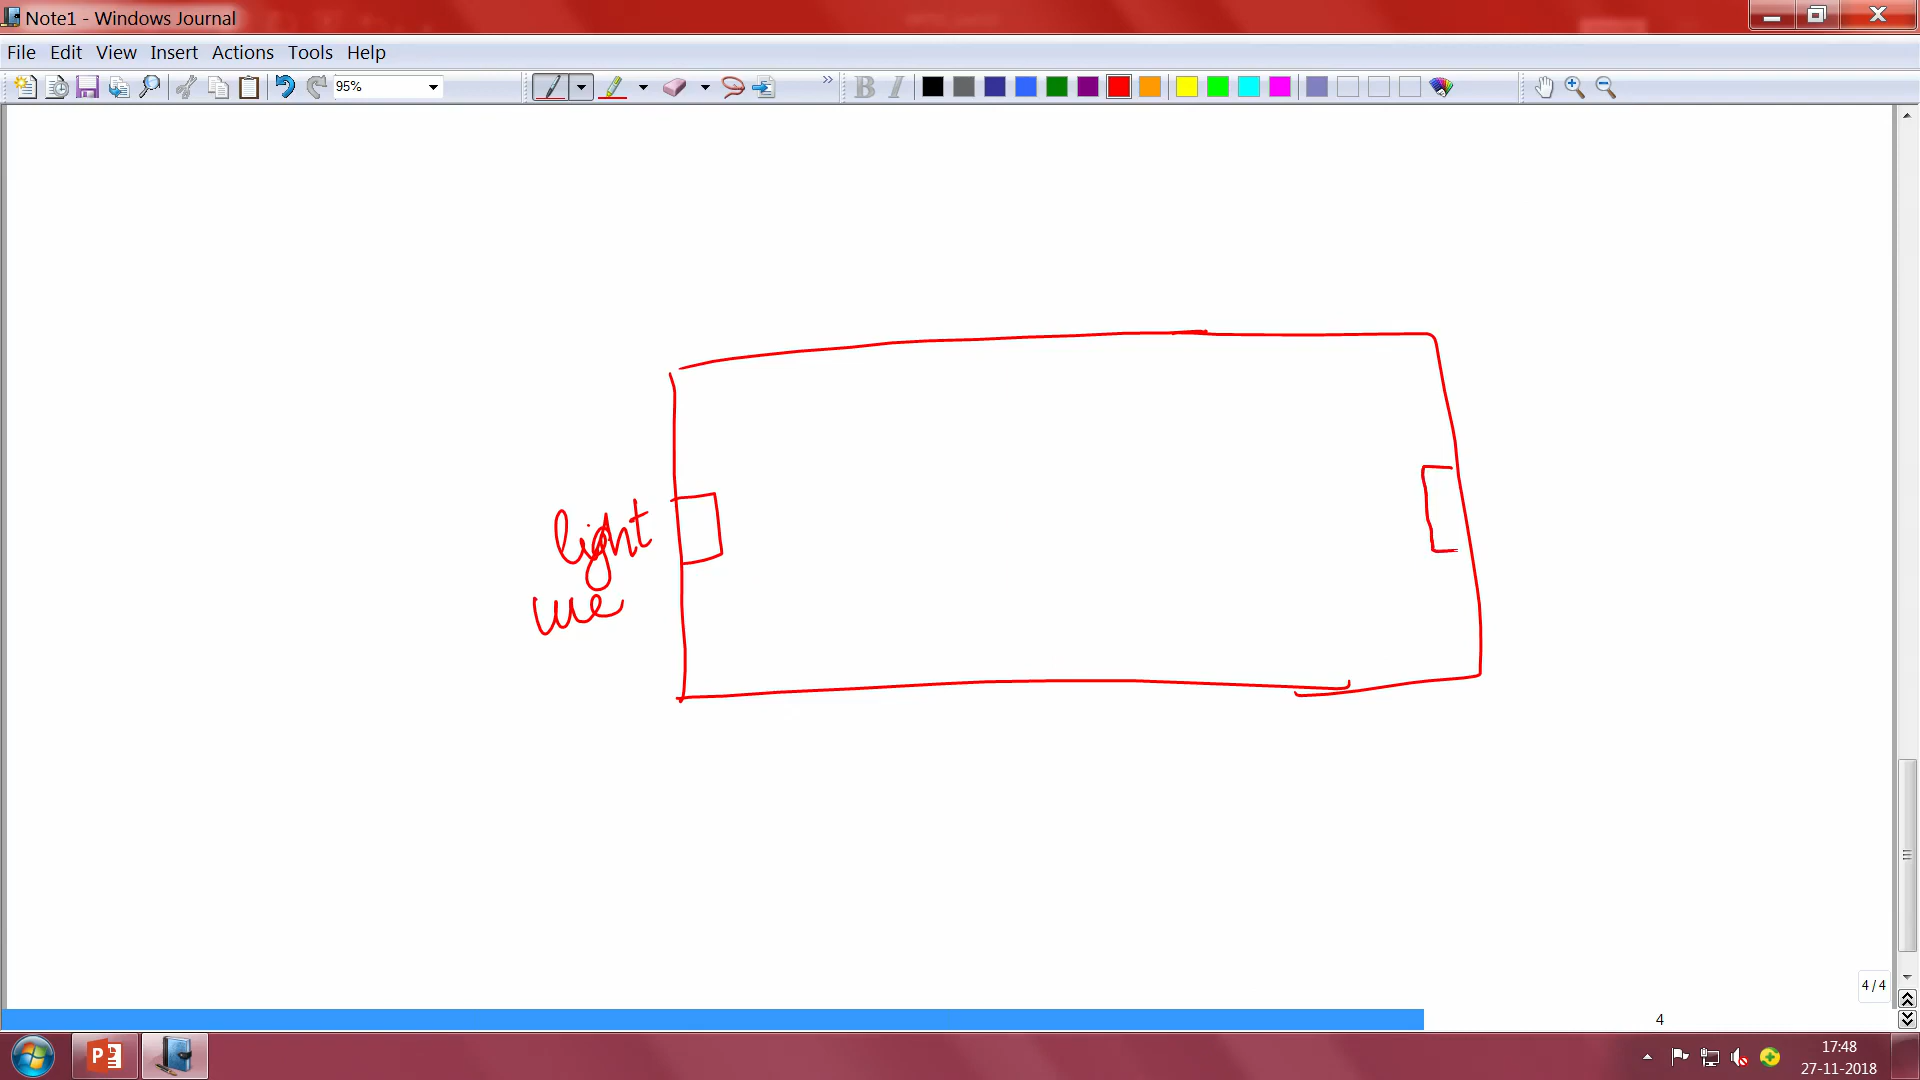 Note1 - Windows Journal
File Edit View Insert Actions Tools Help
95%
B I
light
4 / 4
4
17:48
27-11-2018